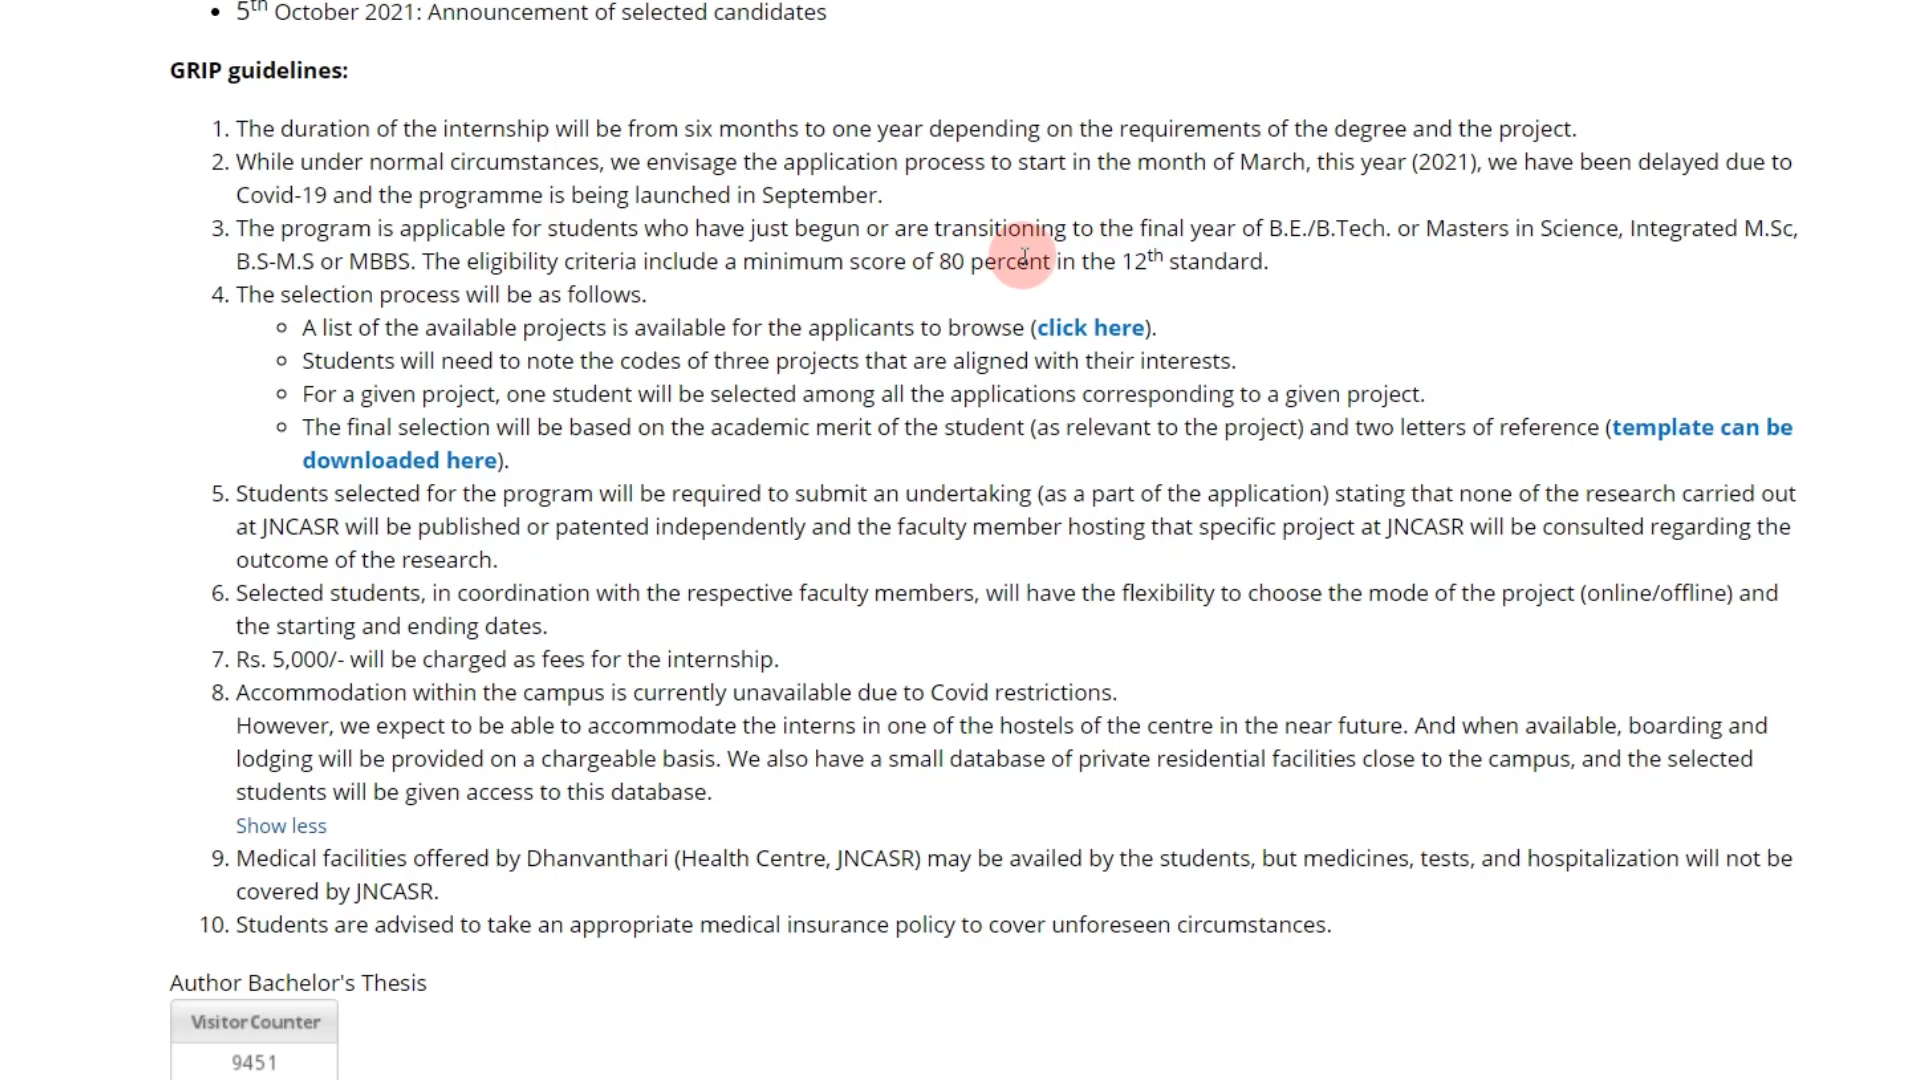 • 5th October 2021: Announcement of selected candidates
GRIP guidelines:
1. The duration of the internship will be from six months to one year depending on the requirements of the degree and the project.
2. While under normal circumstances, we envisage the application process to start in the month of March, this year (2021), we have been delayed due to
Covid-19 and the programme is being launched in September.
3. The program is applicable for students who have just begun or are transitioning to the final year of B.E./B.Tech. or Masters in Science, Integrated M.Sc,
B.S-M.S or MBBS. The eligibility criteria include a minimum score of 80 percent in the 12th standard.
4. The selection process will be as follows.
○ A list of the available projects is available for the applicants to browse (click here).
○ Students will need to note the codes of three projects that are aligned with their interests.
○ For a given project, one student will be selected among all the applications corresponding to a given project.
○ The final selection will be based on the academic merit of the student (as relevant to the project) and two letters of reference (template can be
downloaded here).
5. Students selected for the program will be required to submit an undertaking (as a part of the application) stating that none of the research carried out
at JNCASR will be published or patented independently and the faculty member hosting that specific project at JNCASR will be consulted regarding the
outcome of the research.
6. Selected students, in coordination with the respective faculty members, will have the flexibility to choose the mode of the project (online/offline) and
the starting and ending dates.
7. Rs. 5,000/- will be charged as fees for the internship.
8. Accommodation within the campus is currently unavailable due to Covid restrictions.
However, we expect to be able to accommodate the interns in one of the hostels of the centre in the near future. And when available, boarding and
lodging will be provided on a chargeable basis. We also have a small database of private residential facilities close to the campus, and the selected
students will be given access to this database.
Show less
9. Medical facilities offered by Dhanvanthari (Health Centre, JNCASR) may be availed by the students, but medicines, tests, and hospitalization will not be
covered by JNCASR.
10. Students are advised to take an appropriate medical insurance policy to cover unforeseen circumstances.
Author Bachelor's Thesis
Visitor Counter
9451